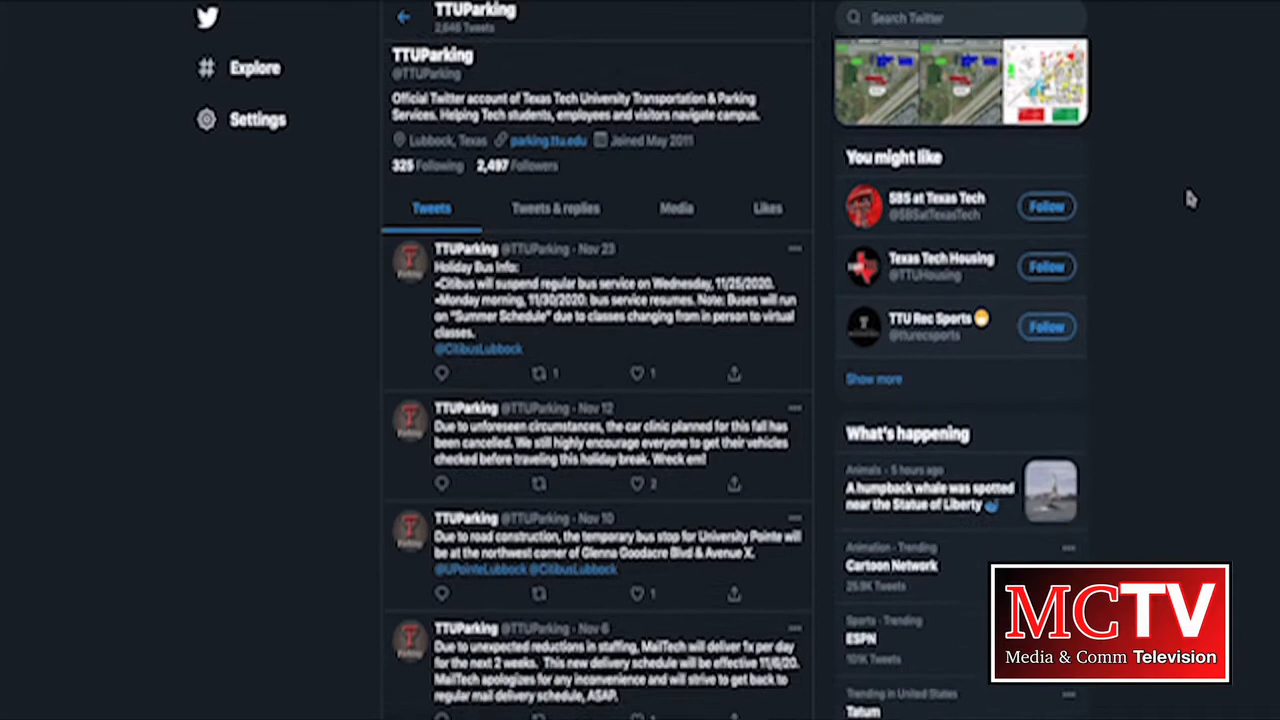 Explore
Settings
TTUParking
2,646 Tweets
TTUParking
@TTUParking
Official Twitter account of Texas Tech University Transportation & Parking
Services. Helping Tech students, employees and visitors navigate campus.
Lubbock, Texas parking.ttu.edu Joined May 2011
325 Following 2,497 Followers
Tweets Tweets & replies Media Likes
TTUParking @TTUParking · Nov 23
Holiday Bus Info:
•Citibus will suspend regular bus service on Wednesday, 11/25/2020.
•Monday morning, 11/30/2020: bus service resumes. Note: Buses will run
on "Summer Schedule" due to classes changing from in person to virtual
classes.
@CitibusLubbock
1 1
TTUParking @TTUParking · Nov 12
Due to unforeseen circumstances, the car clinic planned for this fall has
been cancelled. We still highly encourage everyone to get their vehicles
checked before traveling this holiday break. Wreck em!
2
TTUParking @TTUParking · Nov 10
Due to road construction, the temporary bus stop for University Pointe will
be at the northwest corner of Glenna Goodacre Blvd & Avenue X.
@UPointeLubbock @CitibusLubbock
1
TTUParking @TTUParking · Nov 6
Due to unexpected reductions in staffing, MailTech will deliver 1x per day
for the next 2 weeks. This new delivery schedule will be effective 11/6/20.
MailTech apologizes for any inconvenience and will strive to get back to
regular mail delivery schedule, ASAP.
Search Twitter
You might like
SBS at Texas Tech
@SBSatTexasTech
Follow
Texas Tech Housing
@TTUHousing
Follow
TTU Rec Sports
@tturecsports
Follow
Show more
What's happening
Animals · 5 hours ago
A humpback whale was spotted
near the Statue of Liberty
Animation · Trending
Cartoon Network
25.9K Tweets
Sports · Trending
ESPN
101K Tweets
Trending in United States
Tatum
MCTV
Media & Comm Television